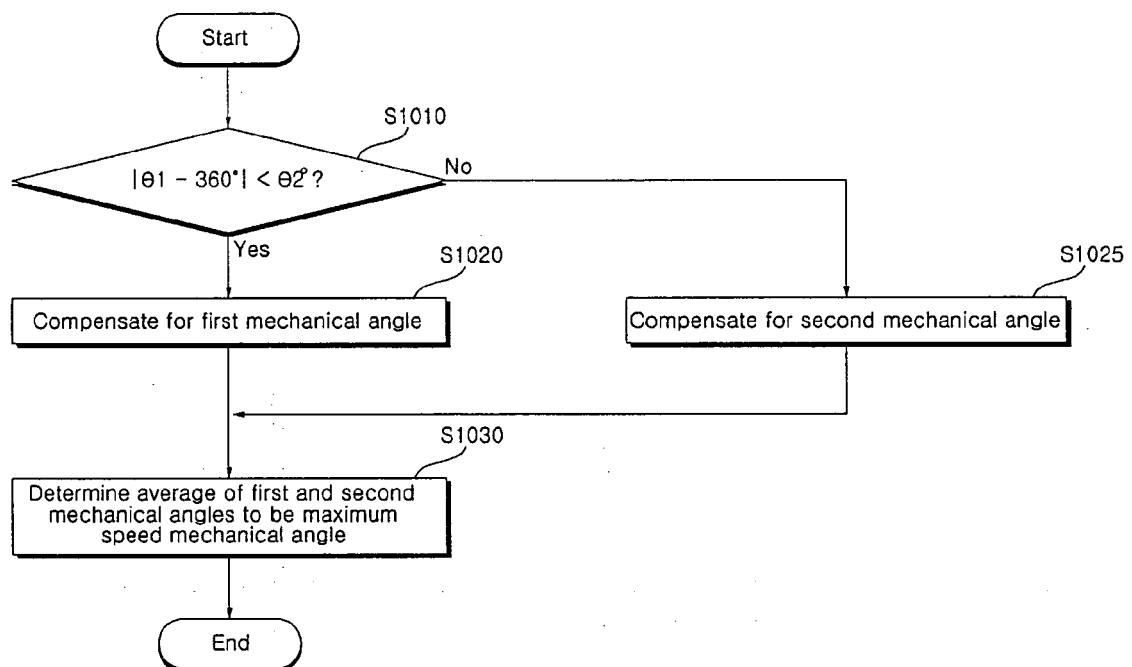 Start
S1010
|θ1 - 360°| < θ2°?
No
Yes
S1020
S1025
Compensate for first mechanical angle
Compensate for second mechanical angle
S1030
Determine average of first and second
mechanical angles to be maximum
speed mechanical angle
End